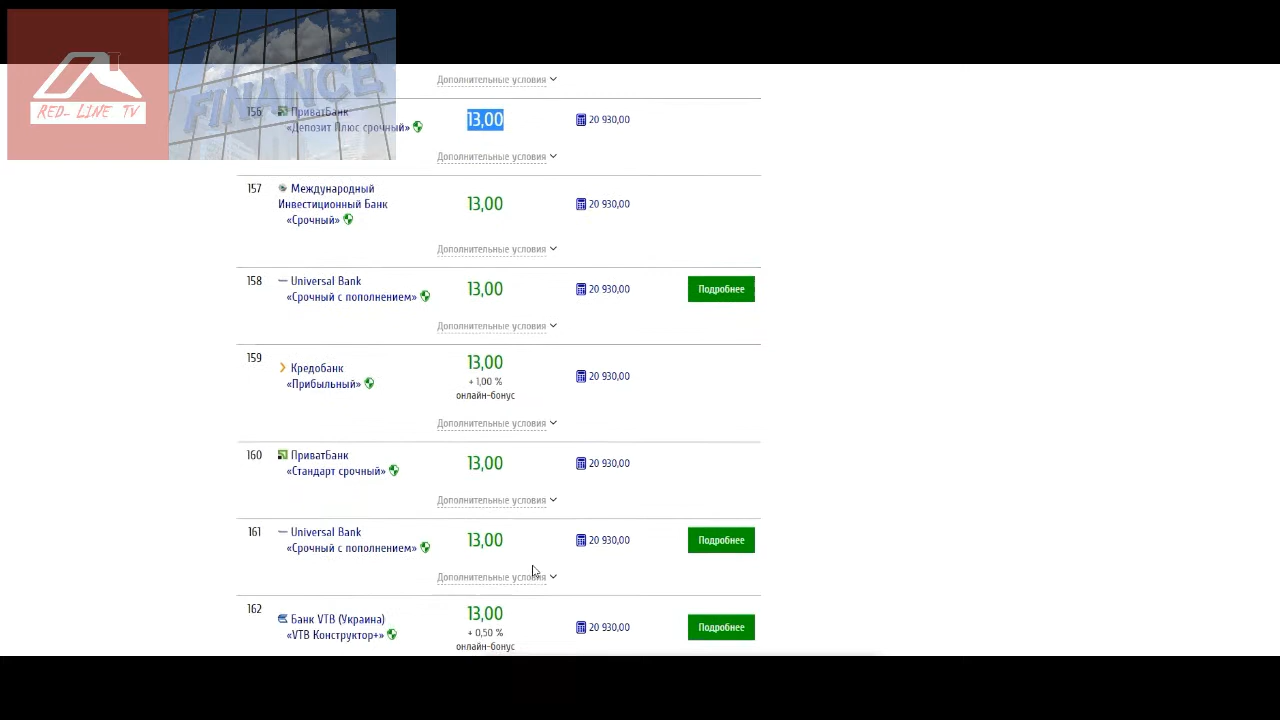 RED-LINE TV
FINANCE
Дополнительные условия
156
ПриватБанк
«Депозит Плюс срочный»
13,00
20 930,00
Дополнительные условия
157
Международный
Инвестиционный Банк
«Срочный»
13,00
20 930,00
Дополнительные условия
158
Universal Bank
«Срочный с пополнением»
13,00
20 930,00
Подробнее
Дополнительные условия
159
Кредобанк
«Прибыльный»
13,00
+ 1,00 %
онлайн-бонус
20 930,00
Дополнительные условия
160
ПриватБанк
«Стандарт срочный»
13,00
20 930,00
Дополнительные условия
161
Universal Bank
«Срочный с пополнением»
13,00
20 930,00
Подробнее
Дополнительные условия
162
Банк VTB (Украина)
«VTB Конструктор+»
13,00
+ 0,50 %
онлайн-бонус
20 930,00
Подробнее